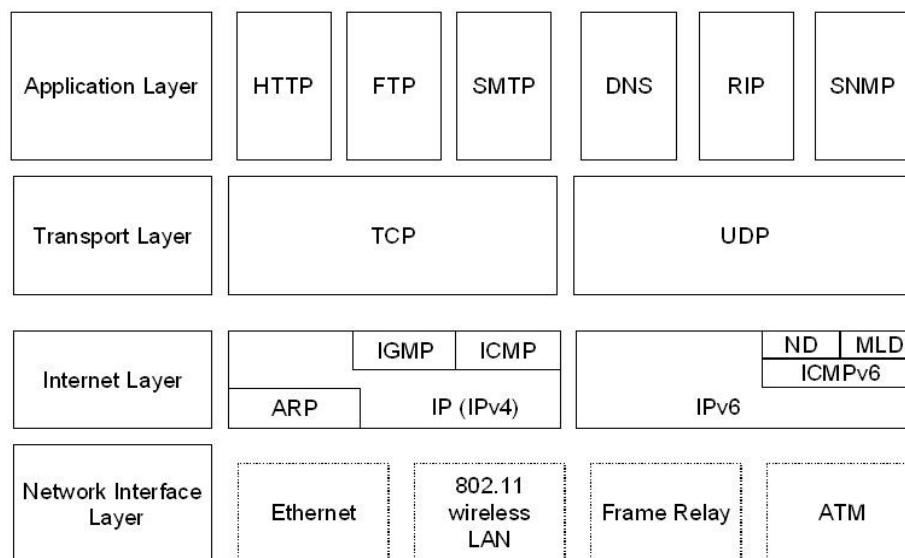 Application Layer
HTTP
FTP
SMTP
DNS
RIP
SNMP
Transport Layer
TCP
UDP
Internet Layer
IGMP
ICMP
ARP
IP (IPv4)
IPv6
ND
MLD
ICMPv6
Network Interface
Layer
Ethernet
802.11
wireless
LAN
Frame Relay
ATM